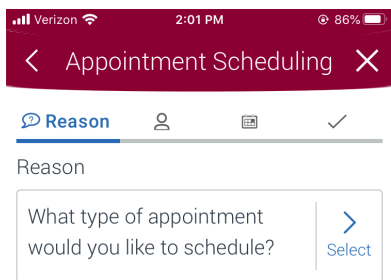 Verizon 2:01 PM 86%
Appointment Scheduling
Reason
Reason
What type of appointment
would you like to schedule?
Select